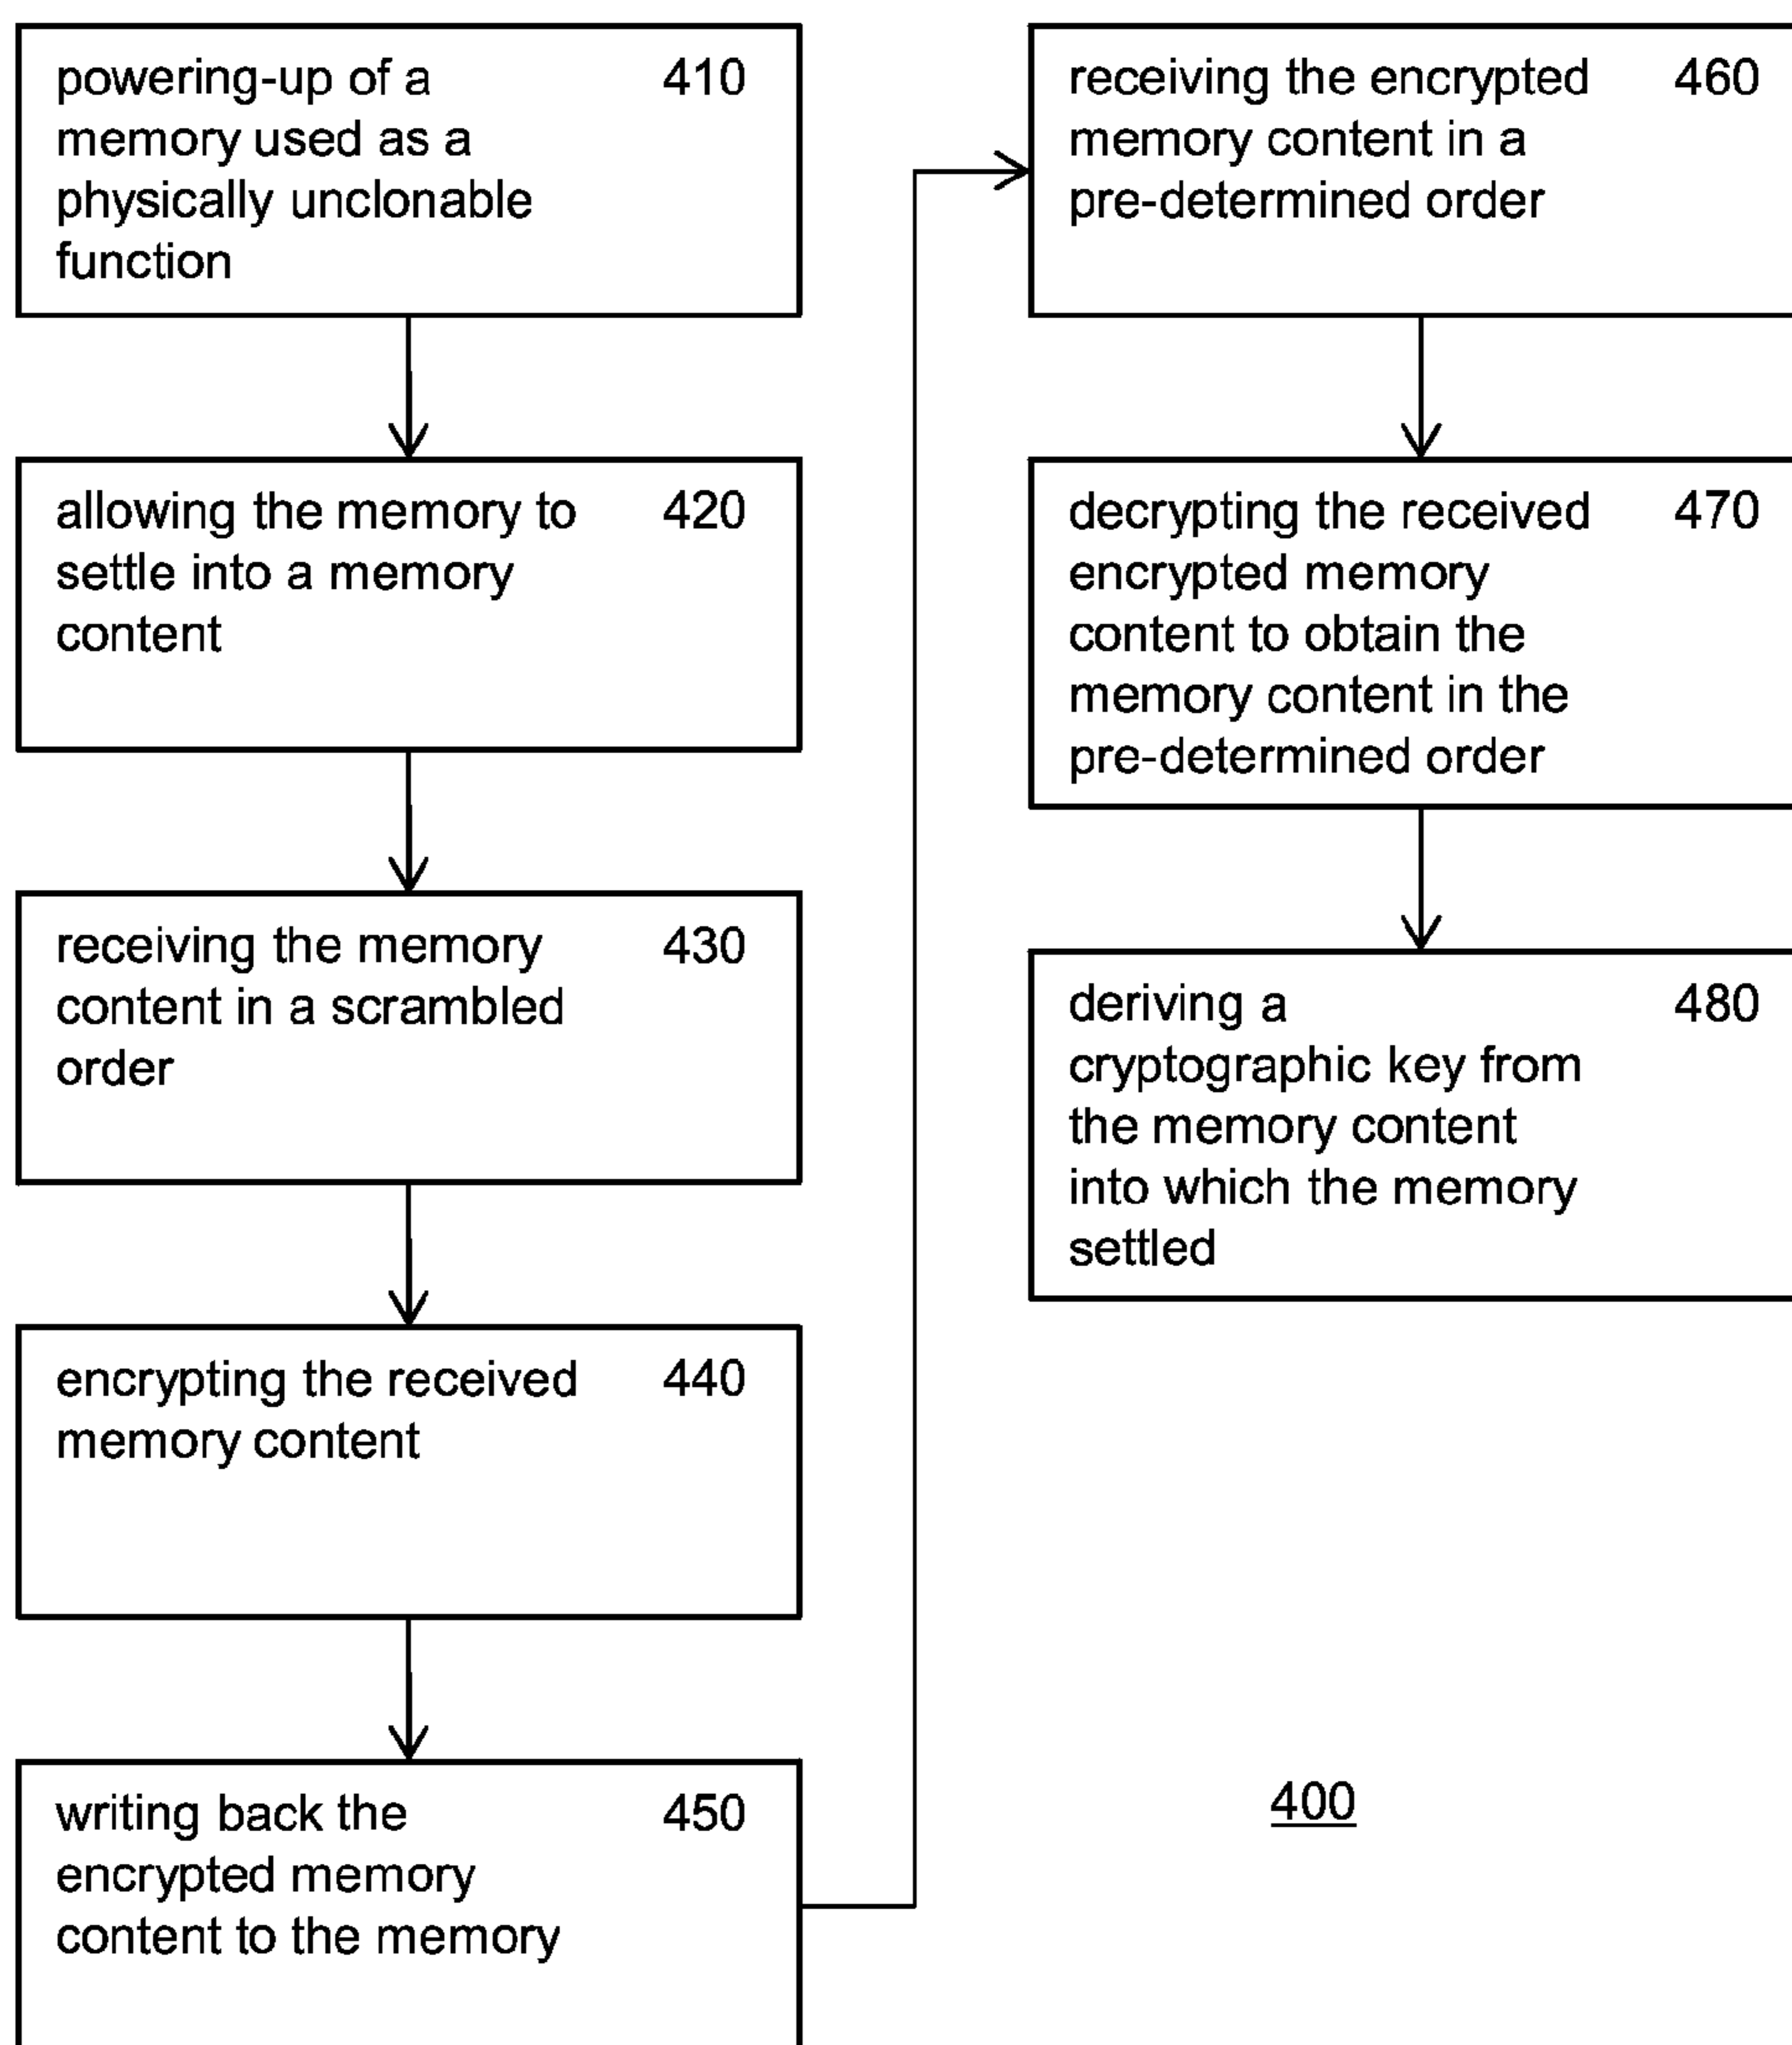 powering-up of a 410
memory used as a
physically unclonable
function
allowing the memory to 420
settle into a memory
content
receiving the memory 430
content in a scrambled
order
encrypting the received 440
memory content
writing back the 450
encrypted memory
content to the memory
receiving the encrypted 460
memory content in a
pre-determined order
decrypting the received 470
encrypted memory
content to obtain the
memory content in the
pre-determined order
deriving a 480
cryptographic key from
the memory content
into which the memory
settled
400